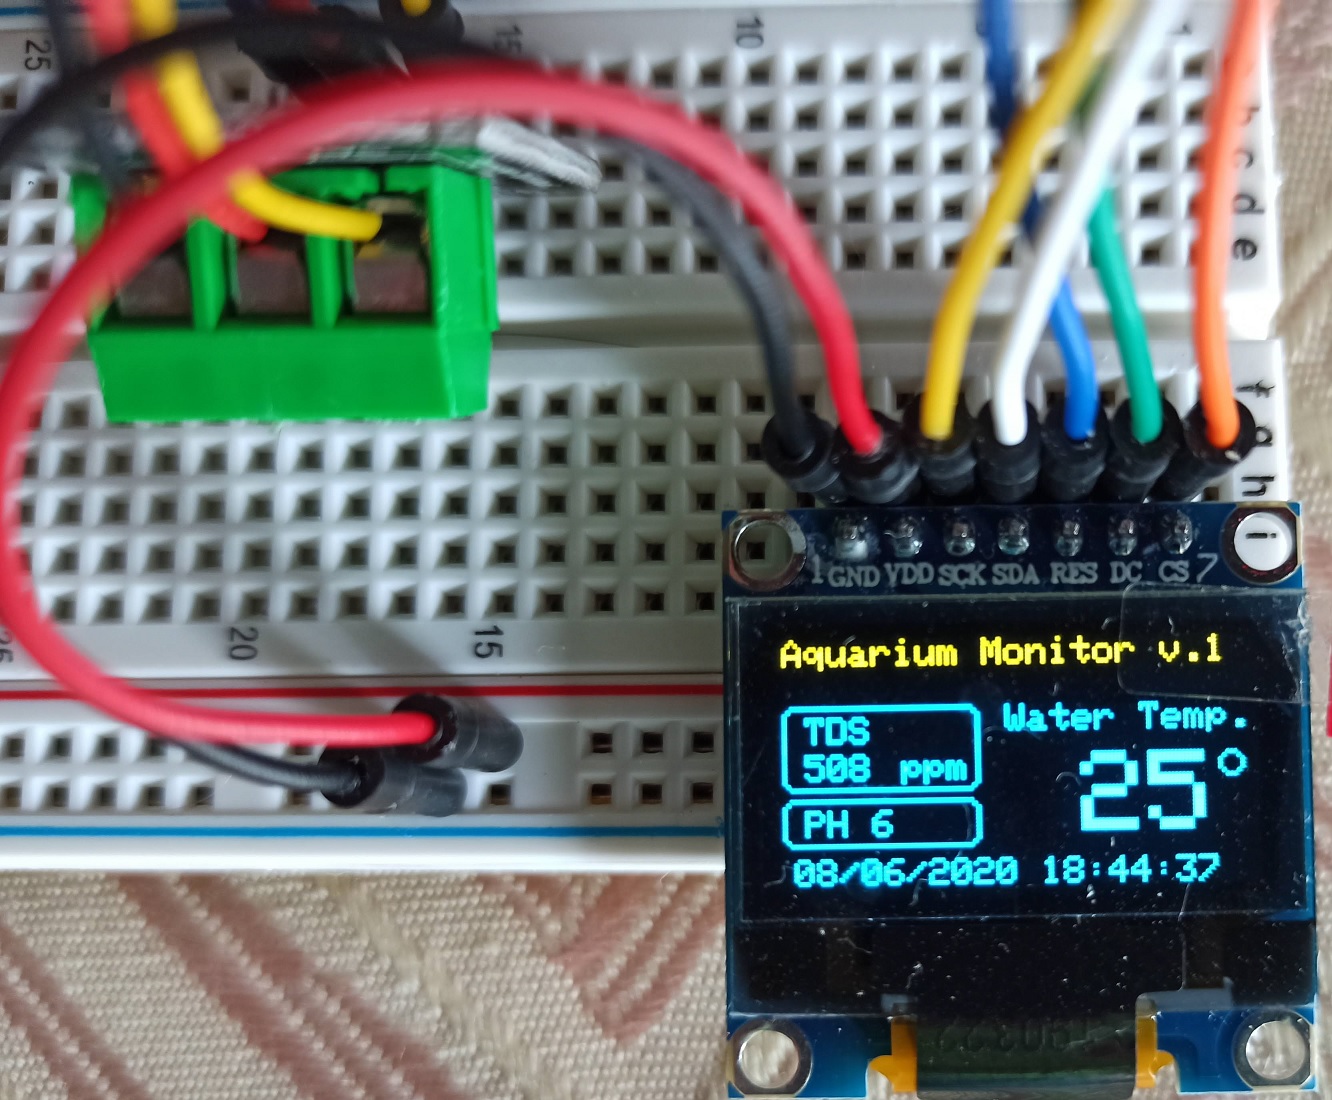 25
15
10
1
b
c
d
e
f
g
h
i
1 GND VDD SCK SDA RES DC CS 7
20
15
Aquarium Monitor v.1
TDS
508 ppm
Water Temp.
25°
PH 6
08/06/2020 18:44:37